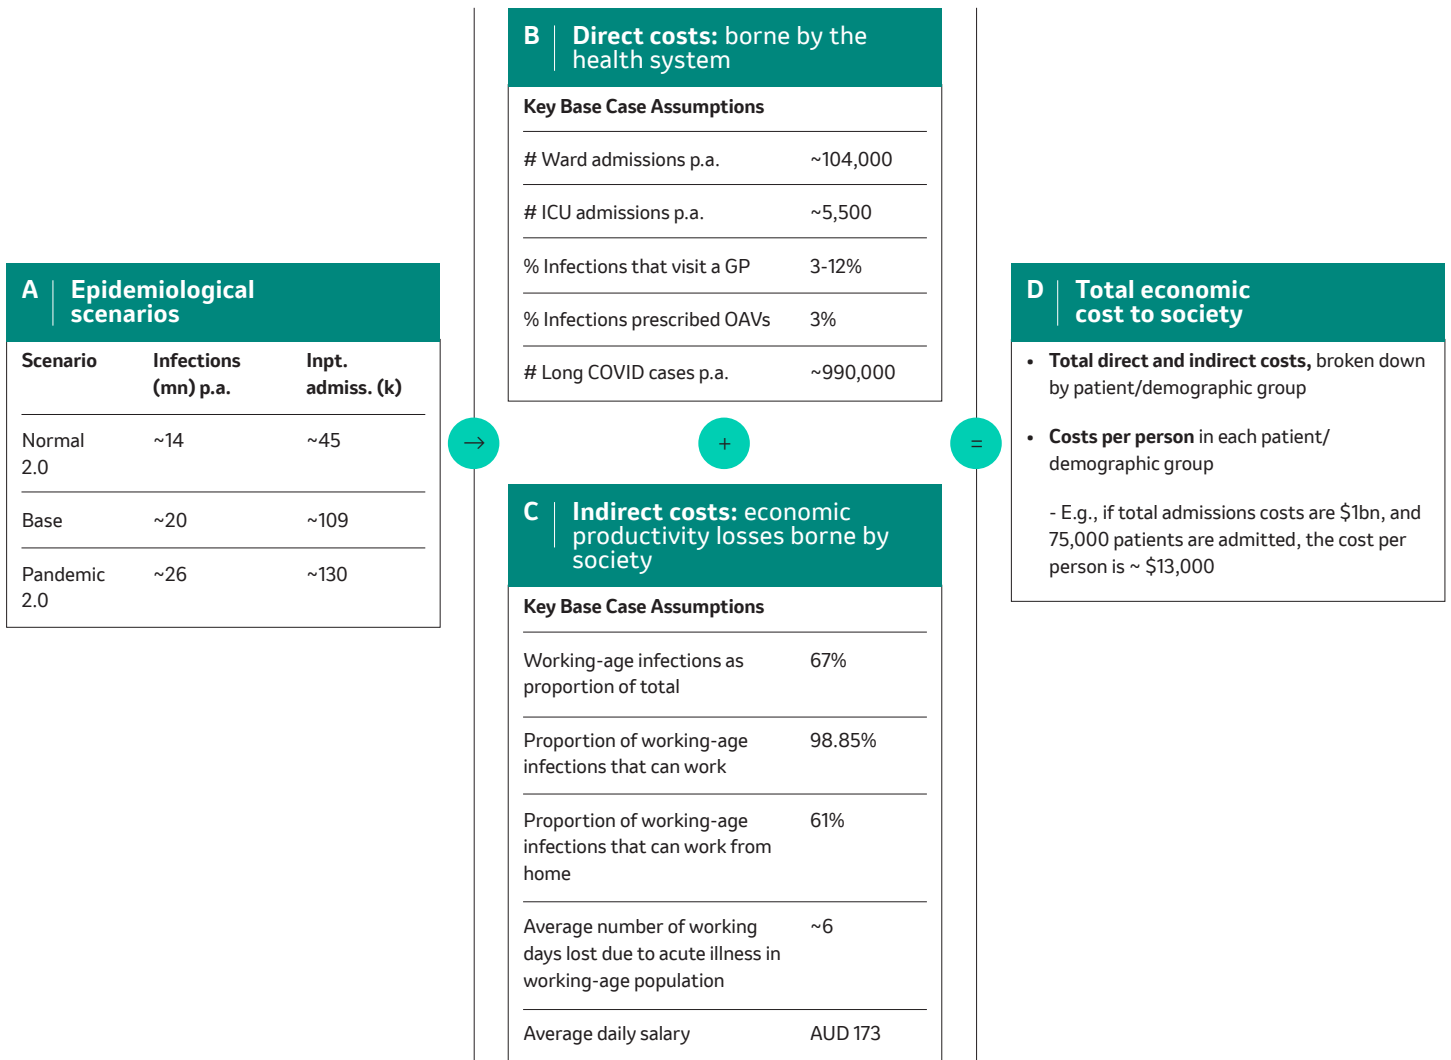 A
Epidemiological
scenarios
Scenario Infections Inpt.
(mn) p.a. admiss. (k)
Normal ~14 ~45
2.0
Base ~20 ~109
Pandemic ~26 ~130
2.0
→
B
Direct costs: borne by the
health system
Key Base Case Assumptions
# Ward admissions p.a. ~104,000
# ICU admissions p.a. ~5,500
% Infections that visit a GP 3-12%
% Infections prescribed OAVs 3%
# Long COVID cases p.a. ~990,000
+
C
Indirect costs: economic
productivity losses borne by
society
Key Base Case Assumptions
Working-age infections as 67%
proportion of total
Proportion of working-age 98.85%
infections that can work
Proportion of working-age 61%
infections that can work from
home
Average number of working ~6
days lost due to acute illness in
working-age population
Average daily salary AUD 173
=
D
Total economic
cost to society
• Total direct and indirect costs, broken down
by patient/demographic group
• Costs per person in each patient/
demographic group
- E.g., if total admissions costs are $1bn, and
75,000 patients are admitted, the cost per
person is ~ $13,000